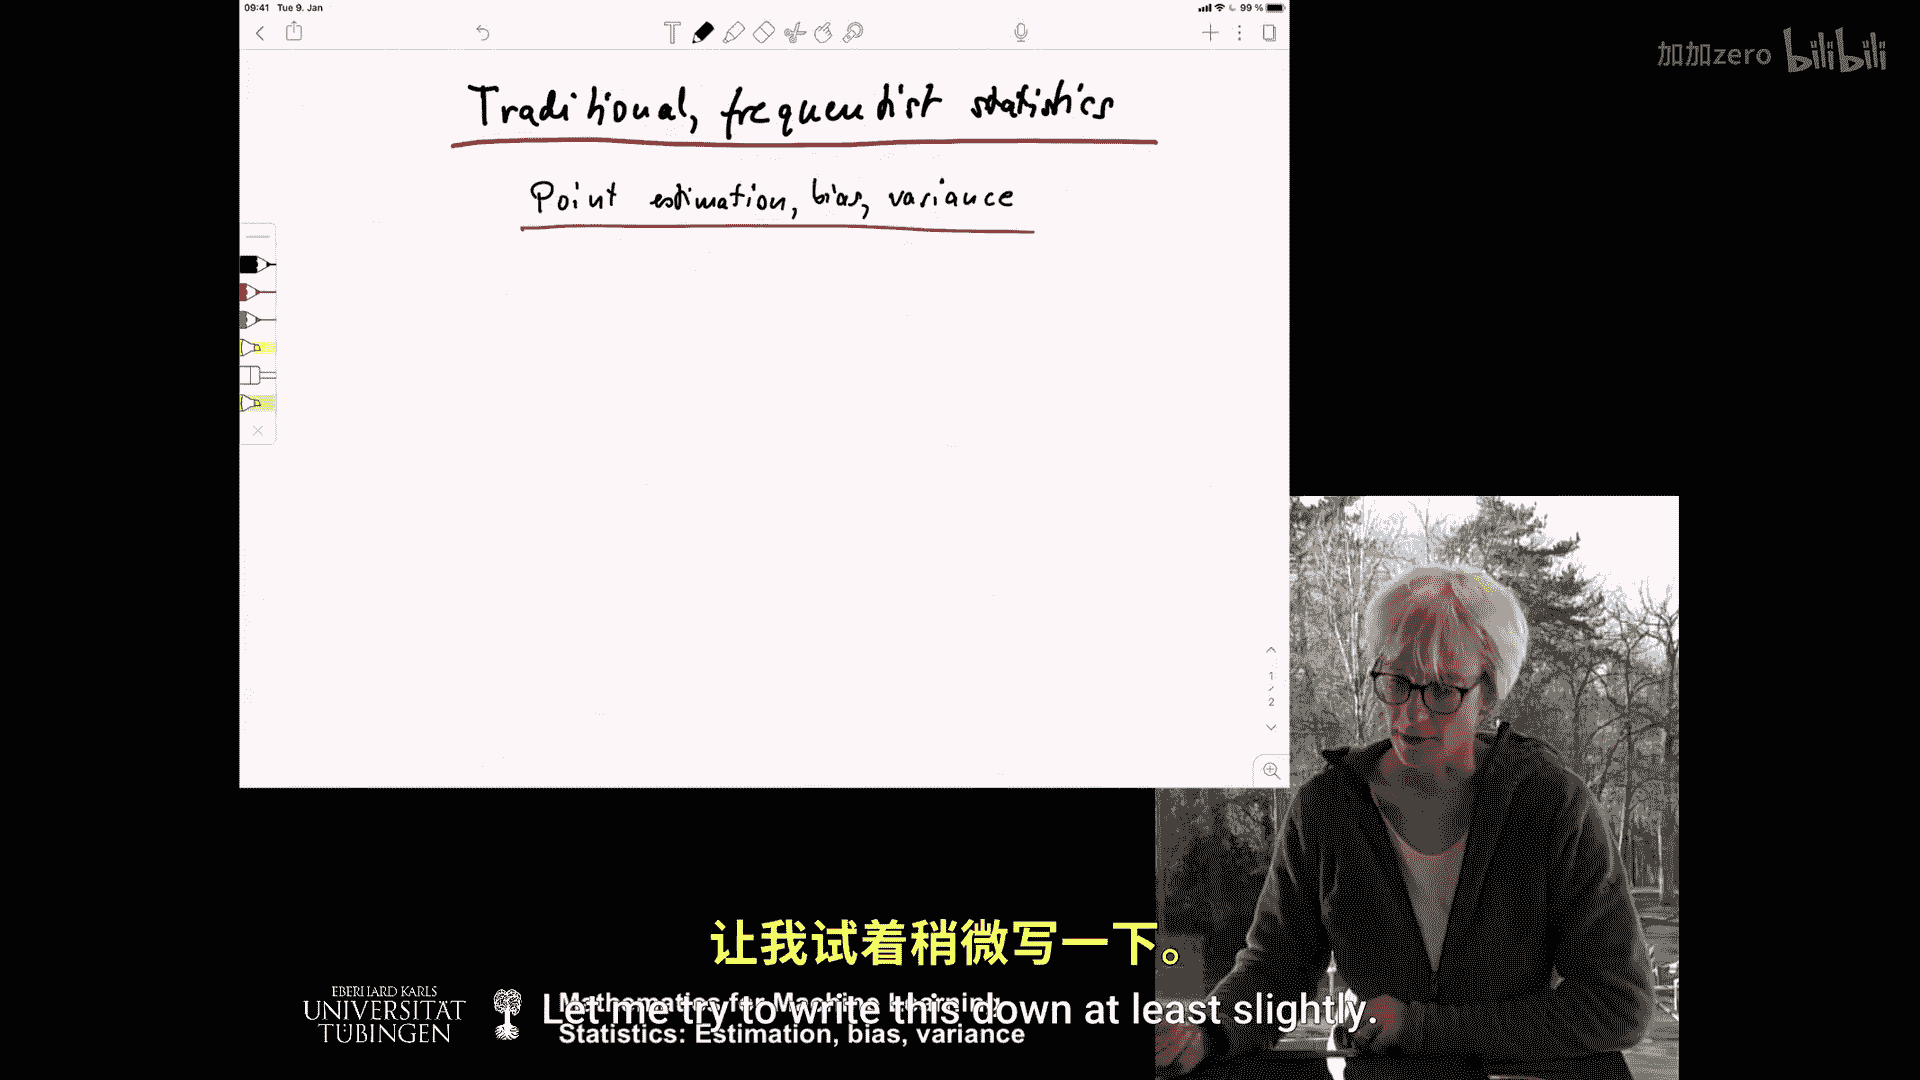 09:41 Tue 9. Jan
99 %
加加zero bilibili
Traditional, frequentist statistics
Point estimation, bias, variance
1
2
让我试着稍微写一下。
Let me try to write this down at least slightly.
EBERHARD KARLS
UNIVERSITÄT
TÜBINGEN
Mathematics for Machine Learning
Statistics: Estimation, bias, variance